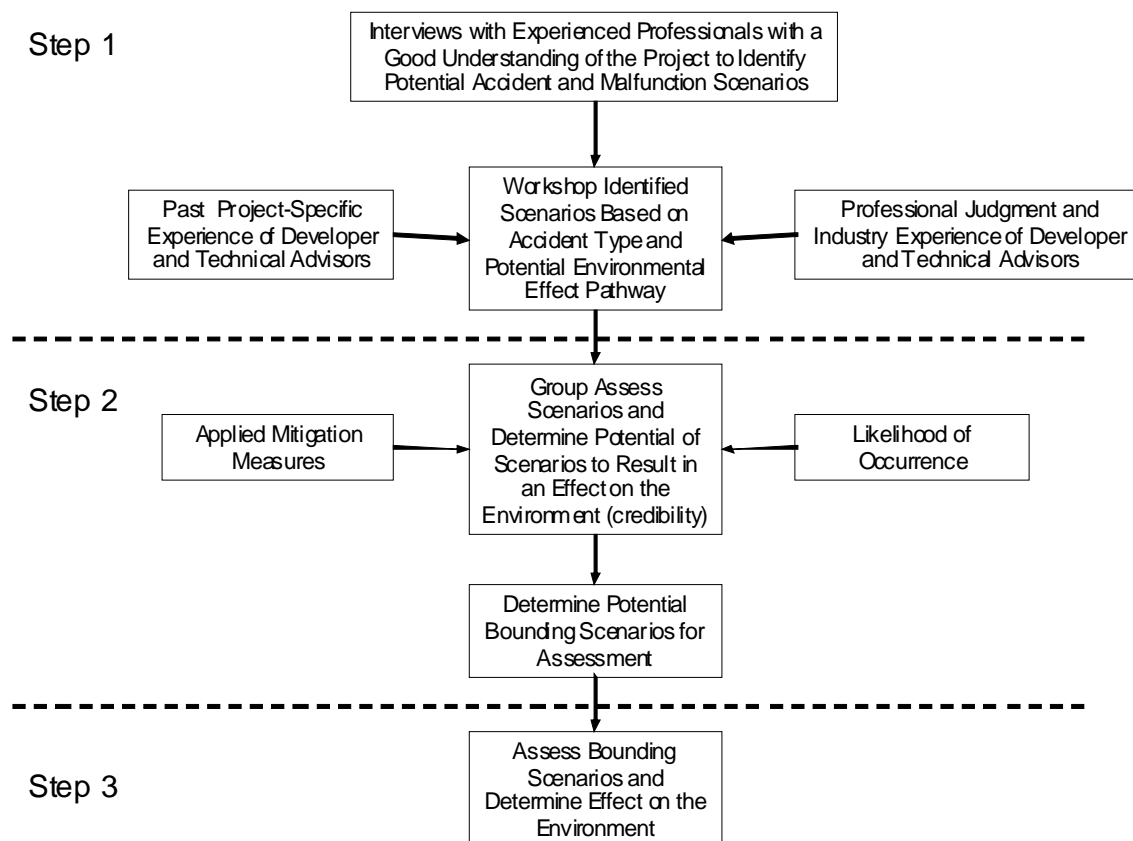 Step 1
Interviews with Experienced Professionals with a
Good Understanding of the Project to Identify
Potential Accident and Malfunction Scenarios
Past Project-Specific
Experience of Developer
and Technical Advisors
Workshop Identified
Scenarios Based on
Accident Type and
Potential Environmental
Effect Pathway
Professional Judgment and
Industry Experience of Developer
and Technical Advisors
Step 2
Applied Mitigation
Measures
Group Assess
Scenarios and
Determine Potential of
Scenarios to Result in
an Effect on the
Environment (credibility)
Likelihood of
Occurrence
Determine Potential
Bounding Scenarios for
Assessment
Step 3
Assess Bounding
Scenarios and
Determine Effect on the
Environment